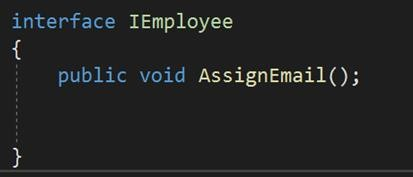 interface IEmployee
{
public void AssignEmail();
}